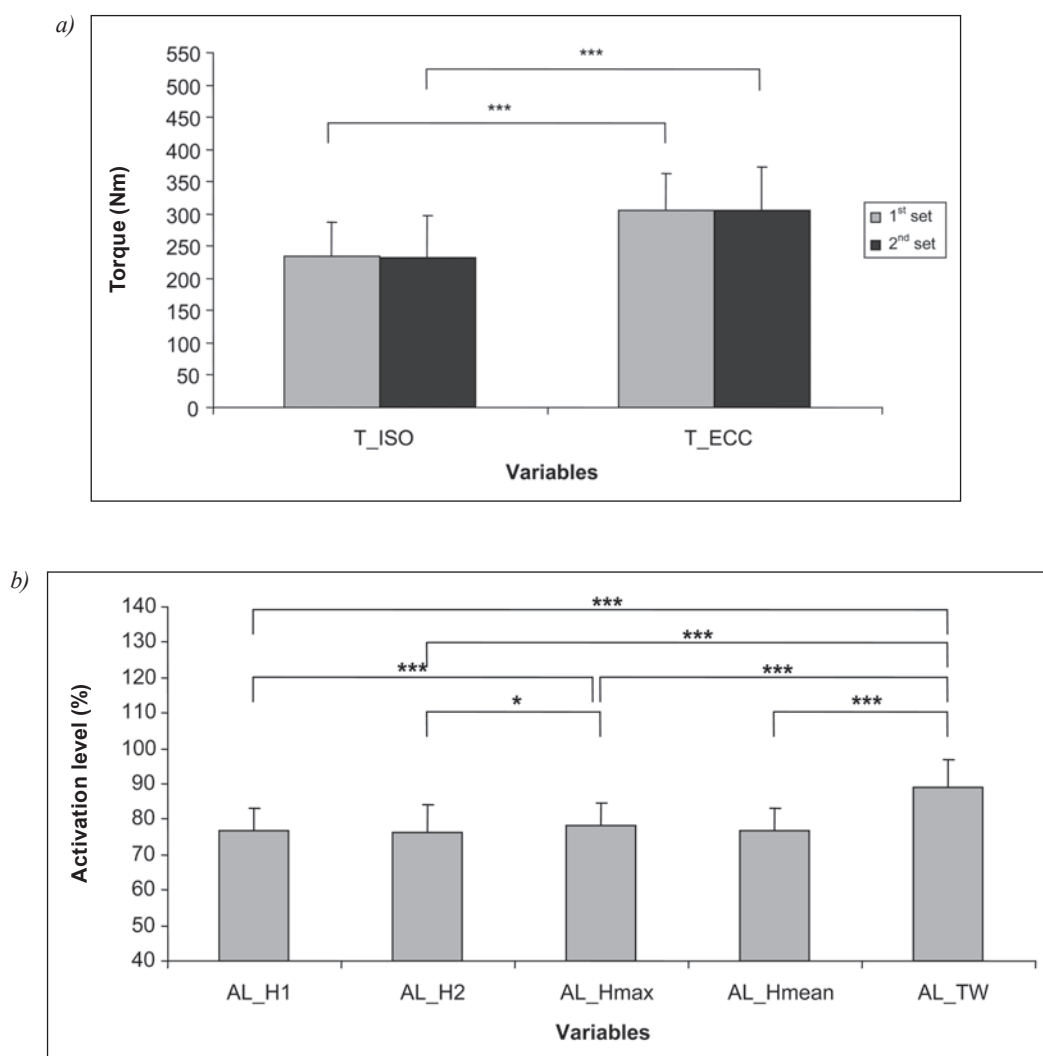 a)
550
500
450
400
350
300
250
200
150
100
50
0
Torque (Nm)
***
***
1st set
2nd set
T_ISO
T_ECC
Variables
b)
140
130
120
110
100
90
80
70
60
50
40
Activation level (%)
***
***
***
***
*
***
AL_H1
AL_H2
AL_Hmax
AL_Hmean
AL_TW
Variables